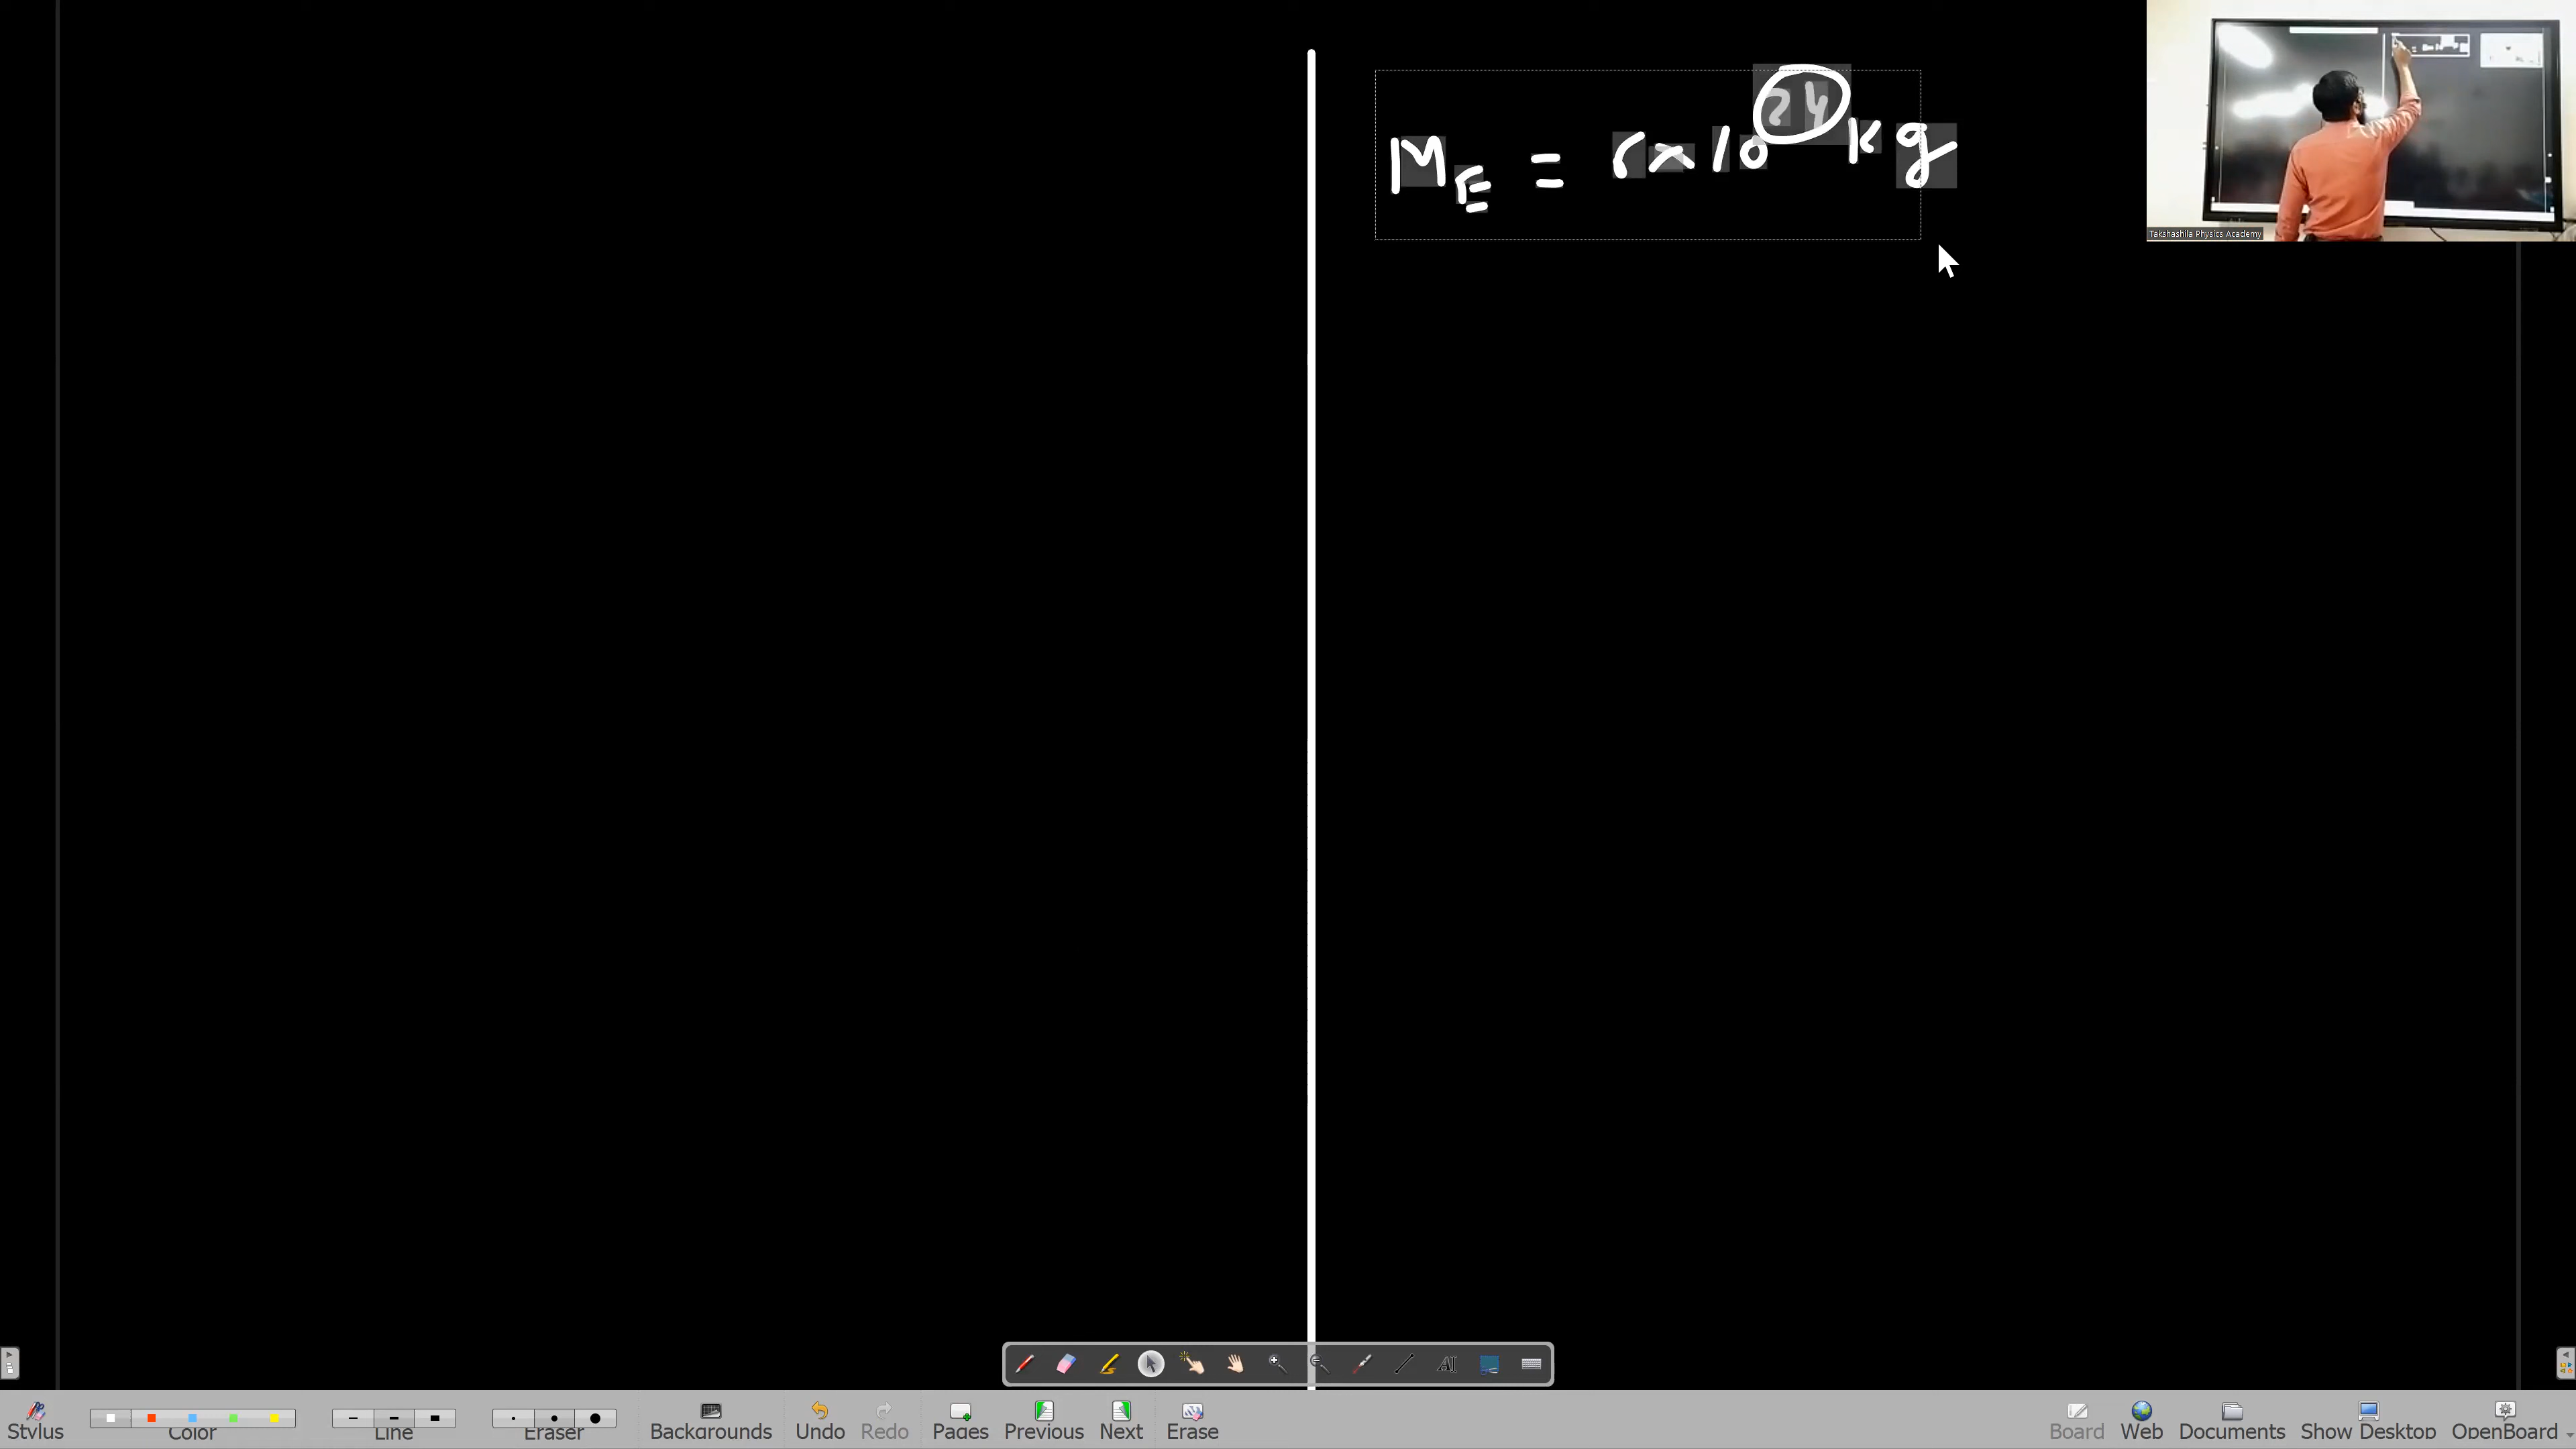 M_E = 6 × 10^24 kg
Takshashila Physics Academy
Stylus Color Line Eraser Backgrounds Undo Redo Pages Previous Next Erase Board Web Documents Show Desktop OpenBoard